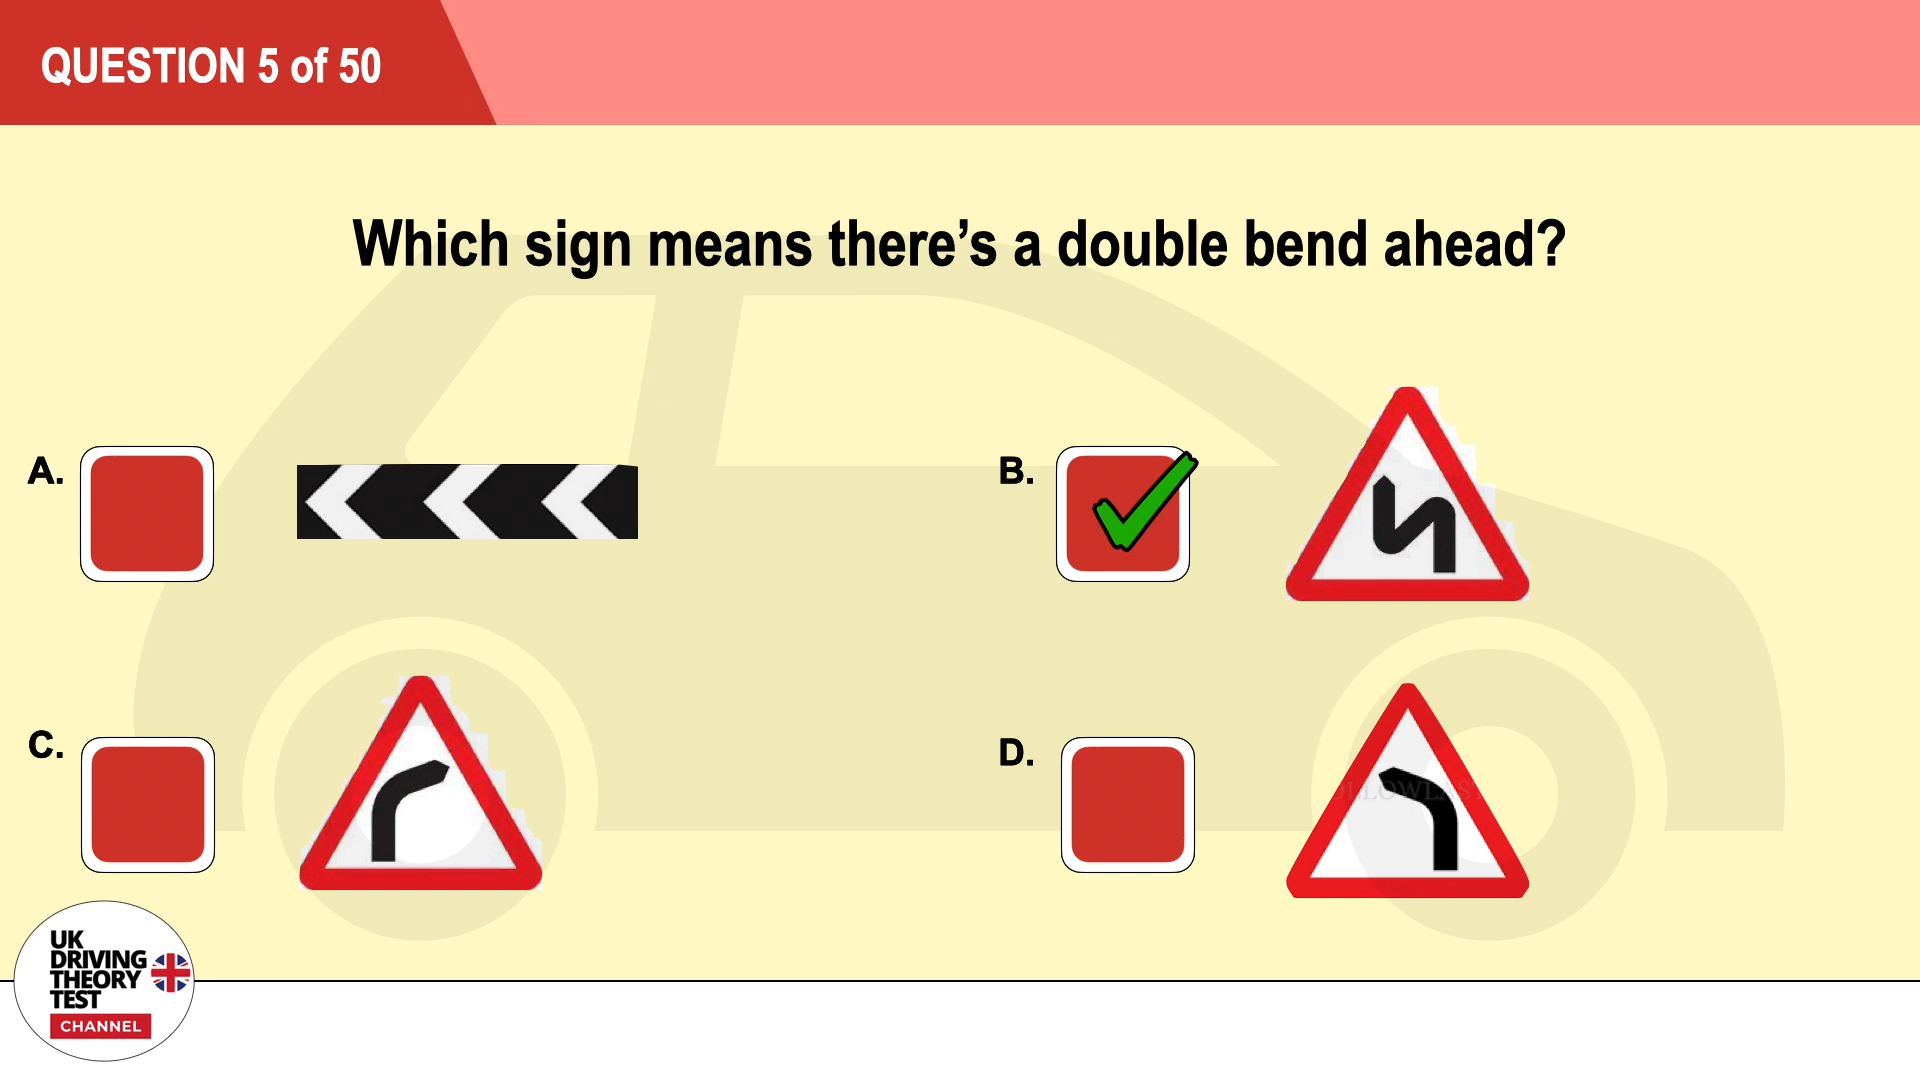 QUESTION 5 of 50
Which sign means there's a double bend ahead?
A.
B.
C.
D.
UK
DRIVING
THEORY
TEST
CHANNEL